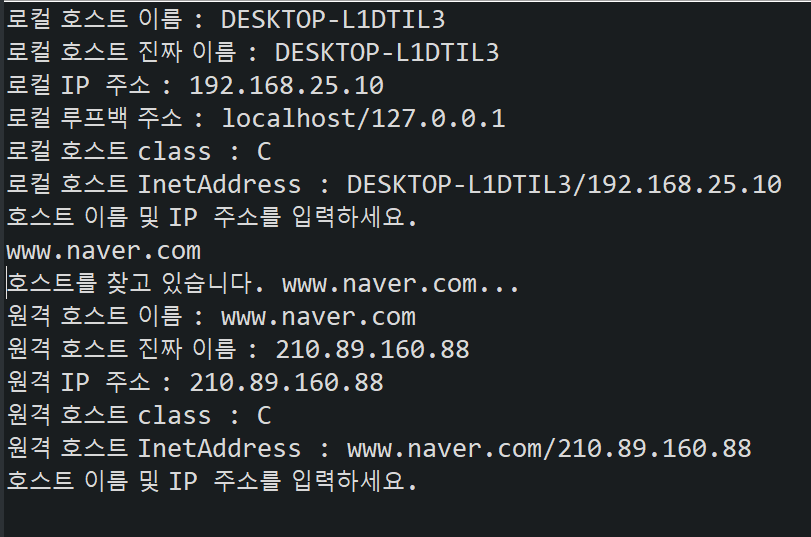 로컬 호스트 이름 : DESKTOP-L1DTIL3
로컬 호스트 진짜 이름 : DESKTOP-L1DTIL3
로컬 IP 주소 : 192.168.25.10
로컬 루프백 주소 : localhost/127.0.0.1
로컬 호스트 class : C
로컬 호스트 InetAddress : DESKTOP-L1DTIL3/192.168.25.10
호스트 이름 및 IP 주소를 입력하세요.
www.naver.com
호스트를 찾고 있습니다. www.naver.com...
원격 호스트 이름 : www.naver.com
원격 호스트 진짜 이름 : 210.89.160.88
원격 IP 주소 : 210.89.160.88
원격 호스트 class : C
원격 호스트 InetAddress : www.naver.com/210.89.160.88
호스트 이름 및 IP 주소를 입력하세요.